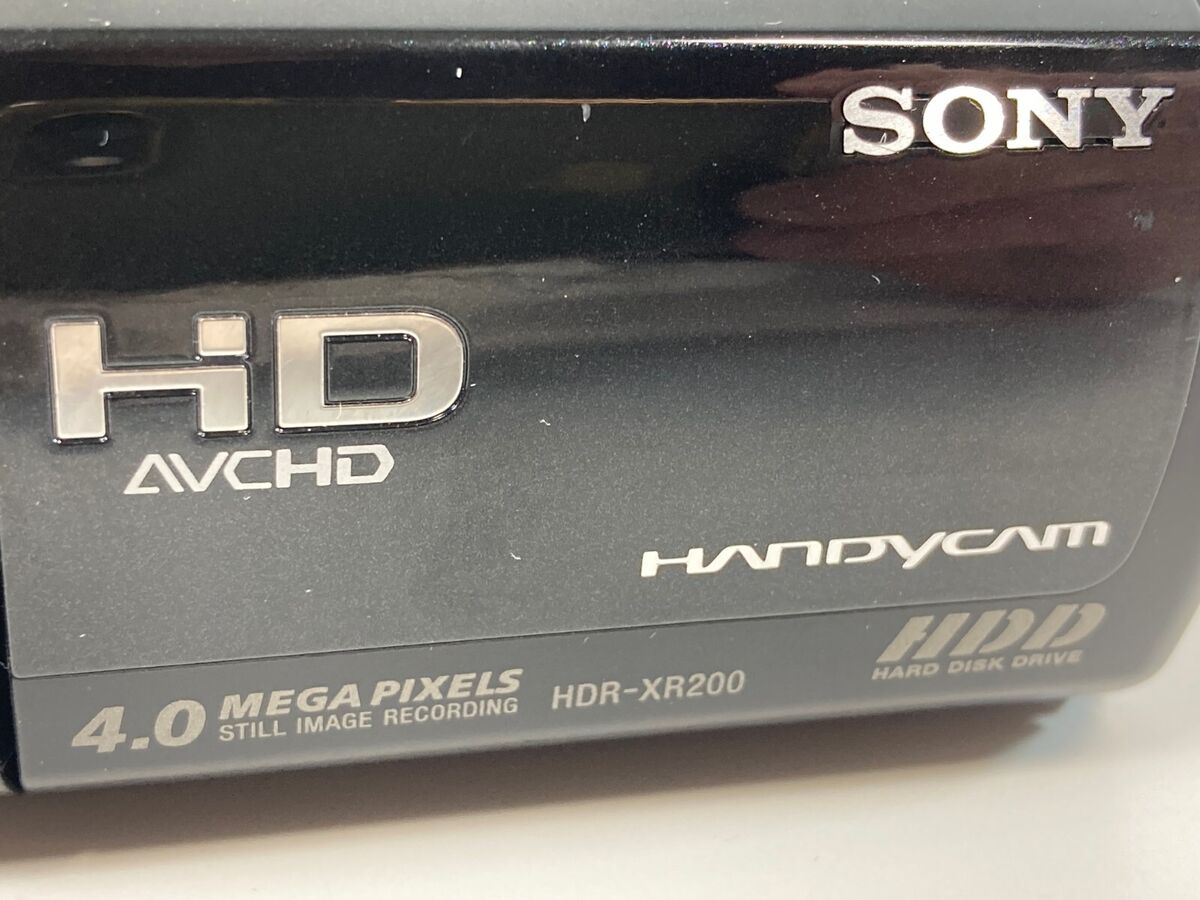 SONY
HD
AVCHD
HANDYCAM
HDD
HARD DISK DRIVE
4.0 MEGA PIXELS
STILL IMAGE RECORDING
HDR-XR200